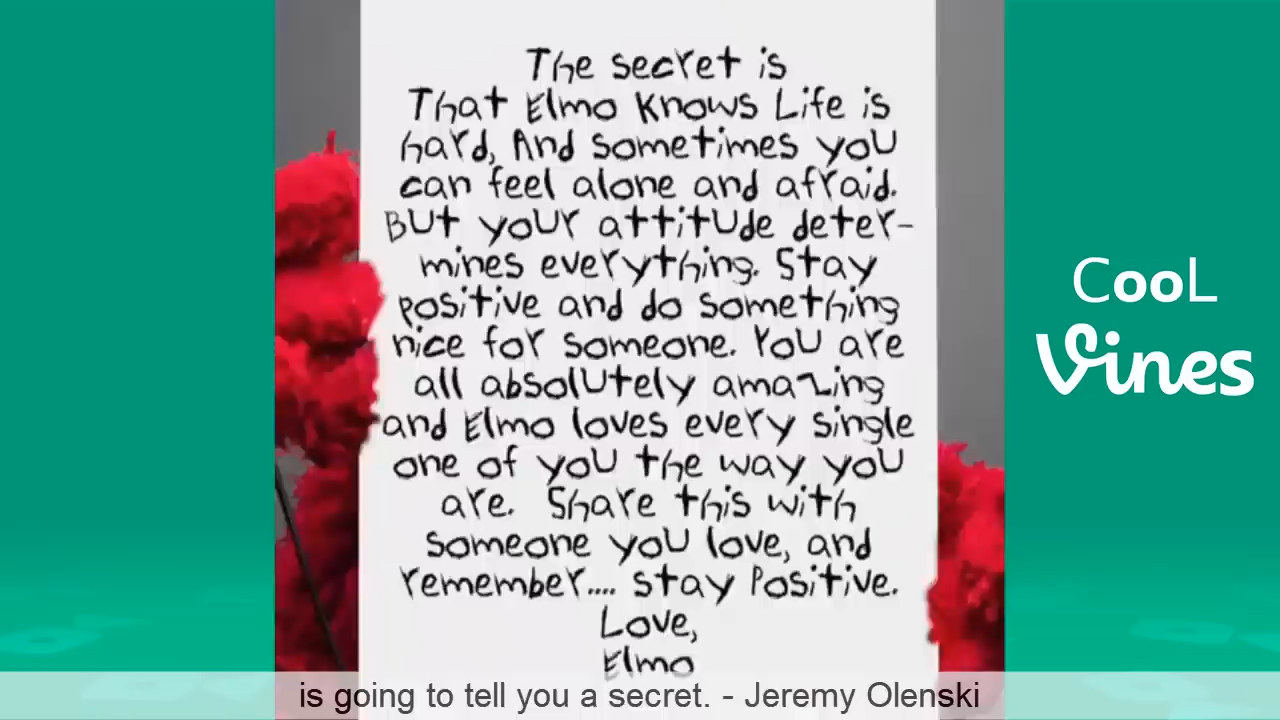 The secret is
That Elmo Knows Life is
hard, And sometimes you
can feel alone and afraid.
But your attitude deter-
mines everything. Stay
positive and do something
nice for someone. You are
all absolutely amazing
and Elmo loves every single
one of you the way you
are. Share this with
someone you love, and
remember.... stay Positive.
Love,
Elmo
CooL
Vines
is going to tell you a secret. - Jeremy Olenski